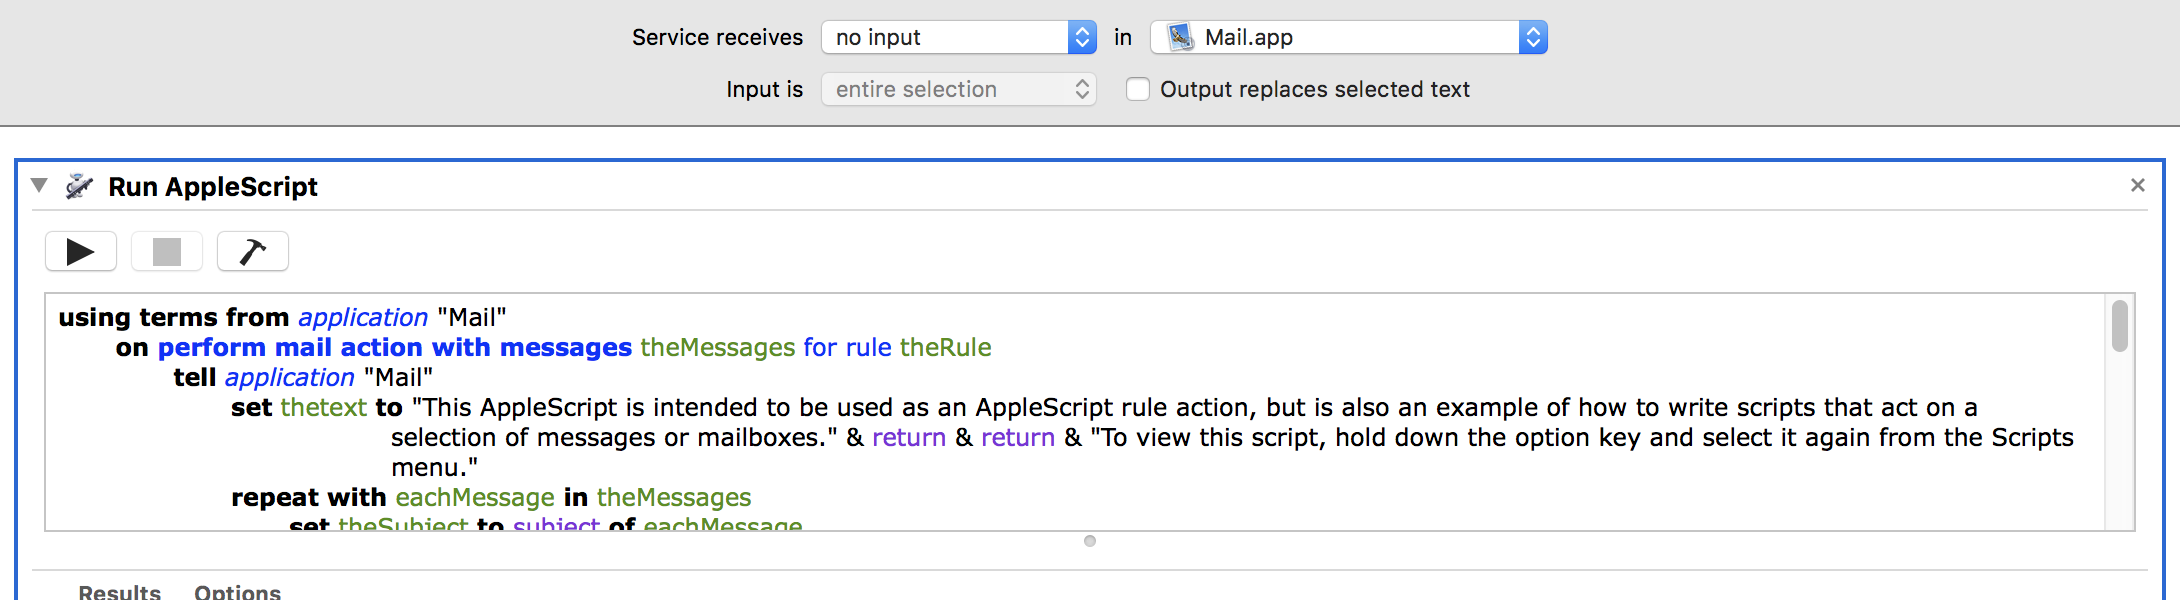 Service receives no input in Mail.app
Input is entire selection Output replaces selected text
Run AppleScript
using terms from application "Mail"
on perform mail action with messages theMessages for rule theRule
tell application "Mail"
set thetext to "This AppleScript is intended to be used as an AppleScript rule action, but is also an example of how to write scripts that act on a
selection of messages or mailboxes." & return & return & "To view this script, hold down the option key and select it again from the Scripts
menu."
repeat with eachMessage in theMessages
set theSubject to subject of eachMessage
Results Options